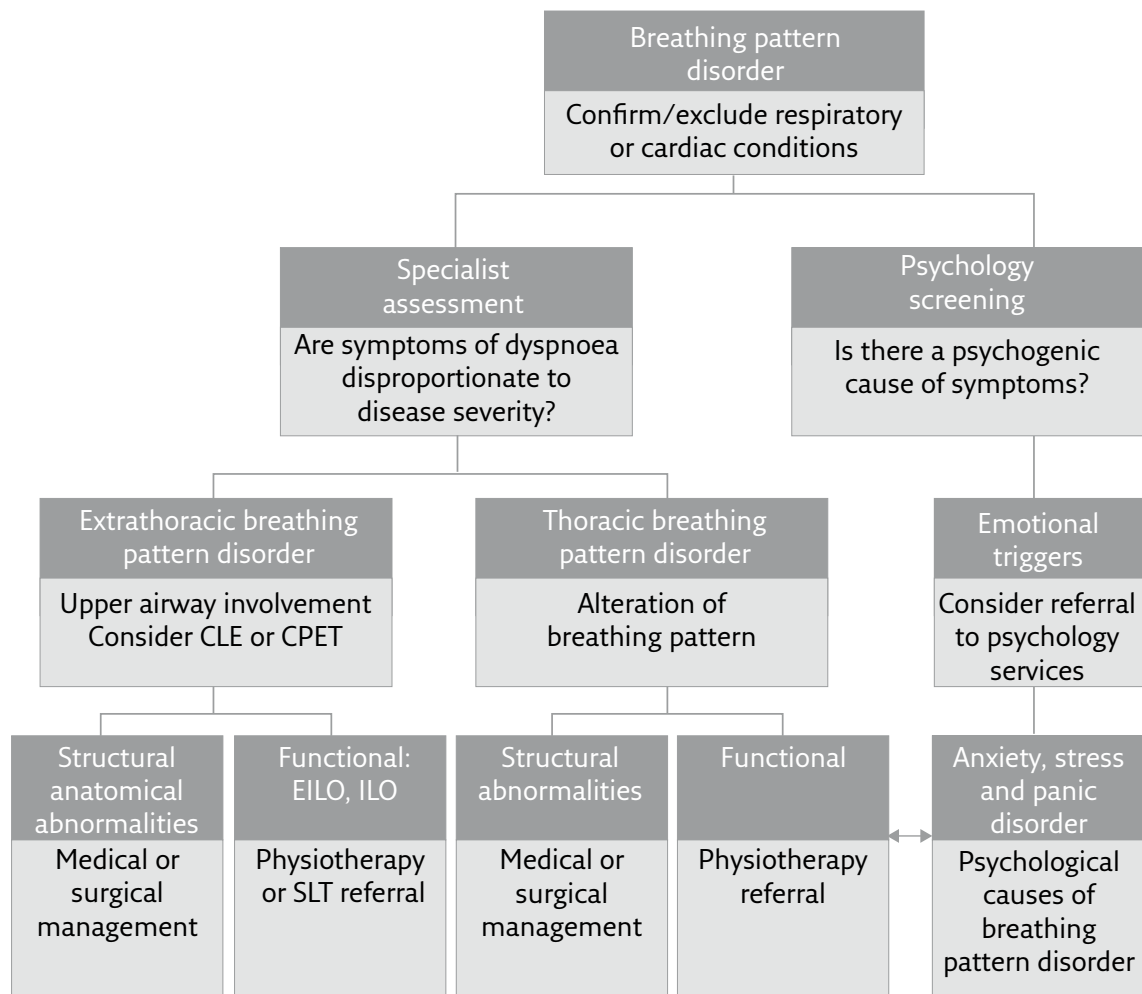 Breathing pattern
disorder
Confirm/exclude respiratory
or cardiac conditions
Specialist
assessment
Are symptoms of dyspnoea
disproportionate to
disease severity?
Psychology
screening
Is there a psychogenic
cause of symptoms?
Extrathoracic breathing
pattern disorder
Upper airway involvement
Consider CLE or CPET
Thoracic breathing
pattern disorder
Alteration of
breathing pattern
Emotional
triggers
Consider referral
to psychology
services
Structural
anatomical
abnormalities
Medical or
surgical
management
Functional:
EILO, ILO
Physiotherapy
or SLT referral
Structural
abnormalities
Medical or
surgical
management
Functional
Physiotherapy
referral
Anxiety, stress
and panic
disorder
Psychological
causes of
breathing
pattern disorder